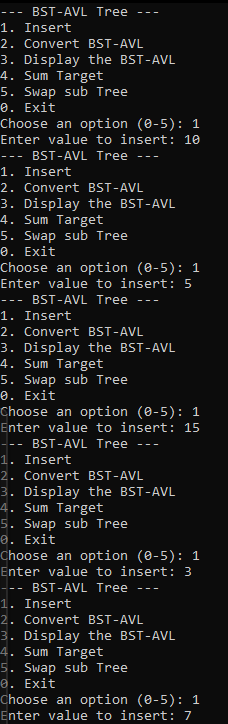 --- BST-AVL Tree ---
1. Insert
2. Convert BST-AVL
3. Display the BST-AVL
4. Sum Target
5. Swap sub Tree
0. Exit
Choose an option (0-5): 1
Enter value to insert: 10
--- BST-AVL Tree ---
1. Insert
2. Convert BST-AVL
3. Display the BST-AVL
4. Sum Target
5. Swap sub Tree
0. Exit
Choose an option (0-5): 1
Enter value to insert: 5
--- BST-AVL Tree ---
1. Insert
2. Convert BST-AVL
3. Display the BST-AVL
4. Sum Target
5. Swap sub Tree
0. Exit
Choose an option (0-5): 1
Enter value to insert: 15
--- BST-AVL Tree ---
1. Insert
2. Convert BST-AVL
3. Display the BST-AVL
4. Sum Target
5. Swap sub Tree
0. Exit
Choose an option (0-5): 1
Enter value to insert: 3
--- BST-AVL Tree ---
1. Insert
2. Convert BST-AVL
3. Display the BST-AVL
4. Sum Target
5. Swap sub Tree
0. Exit
Choose an option (0-5): 1
Enter value to insert: 7